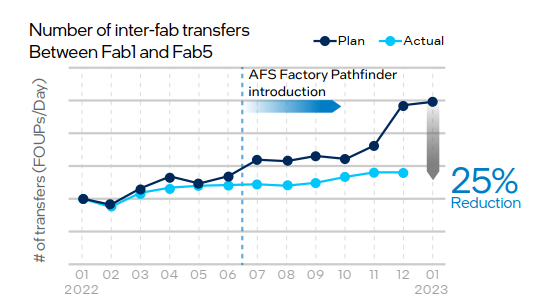 Number of inter-fab transfers
Between Fab1 and Fab5
Plan
Actual
AFS Factory Pathfinder
introduction
# of transfers (FOUPs/Day)
25%
Reduction
01 02 03 04 05 06 07 08 09 10 11 12 01
2022 2023